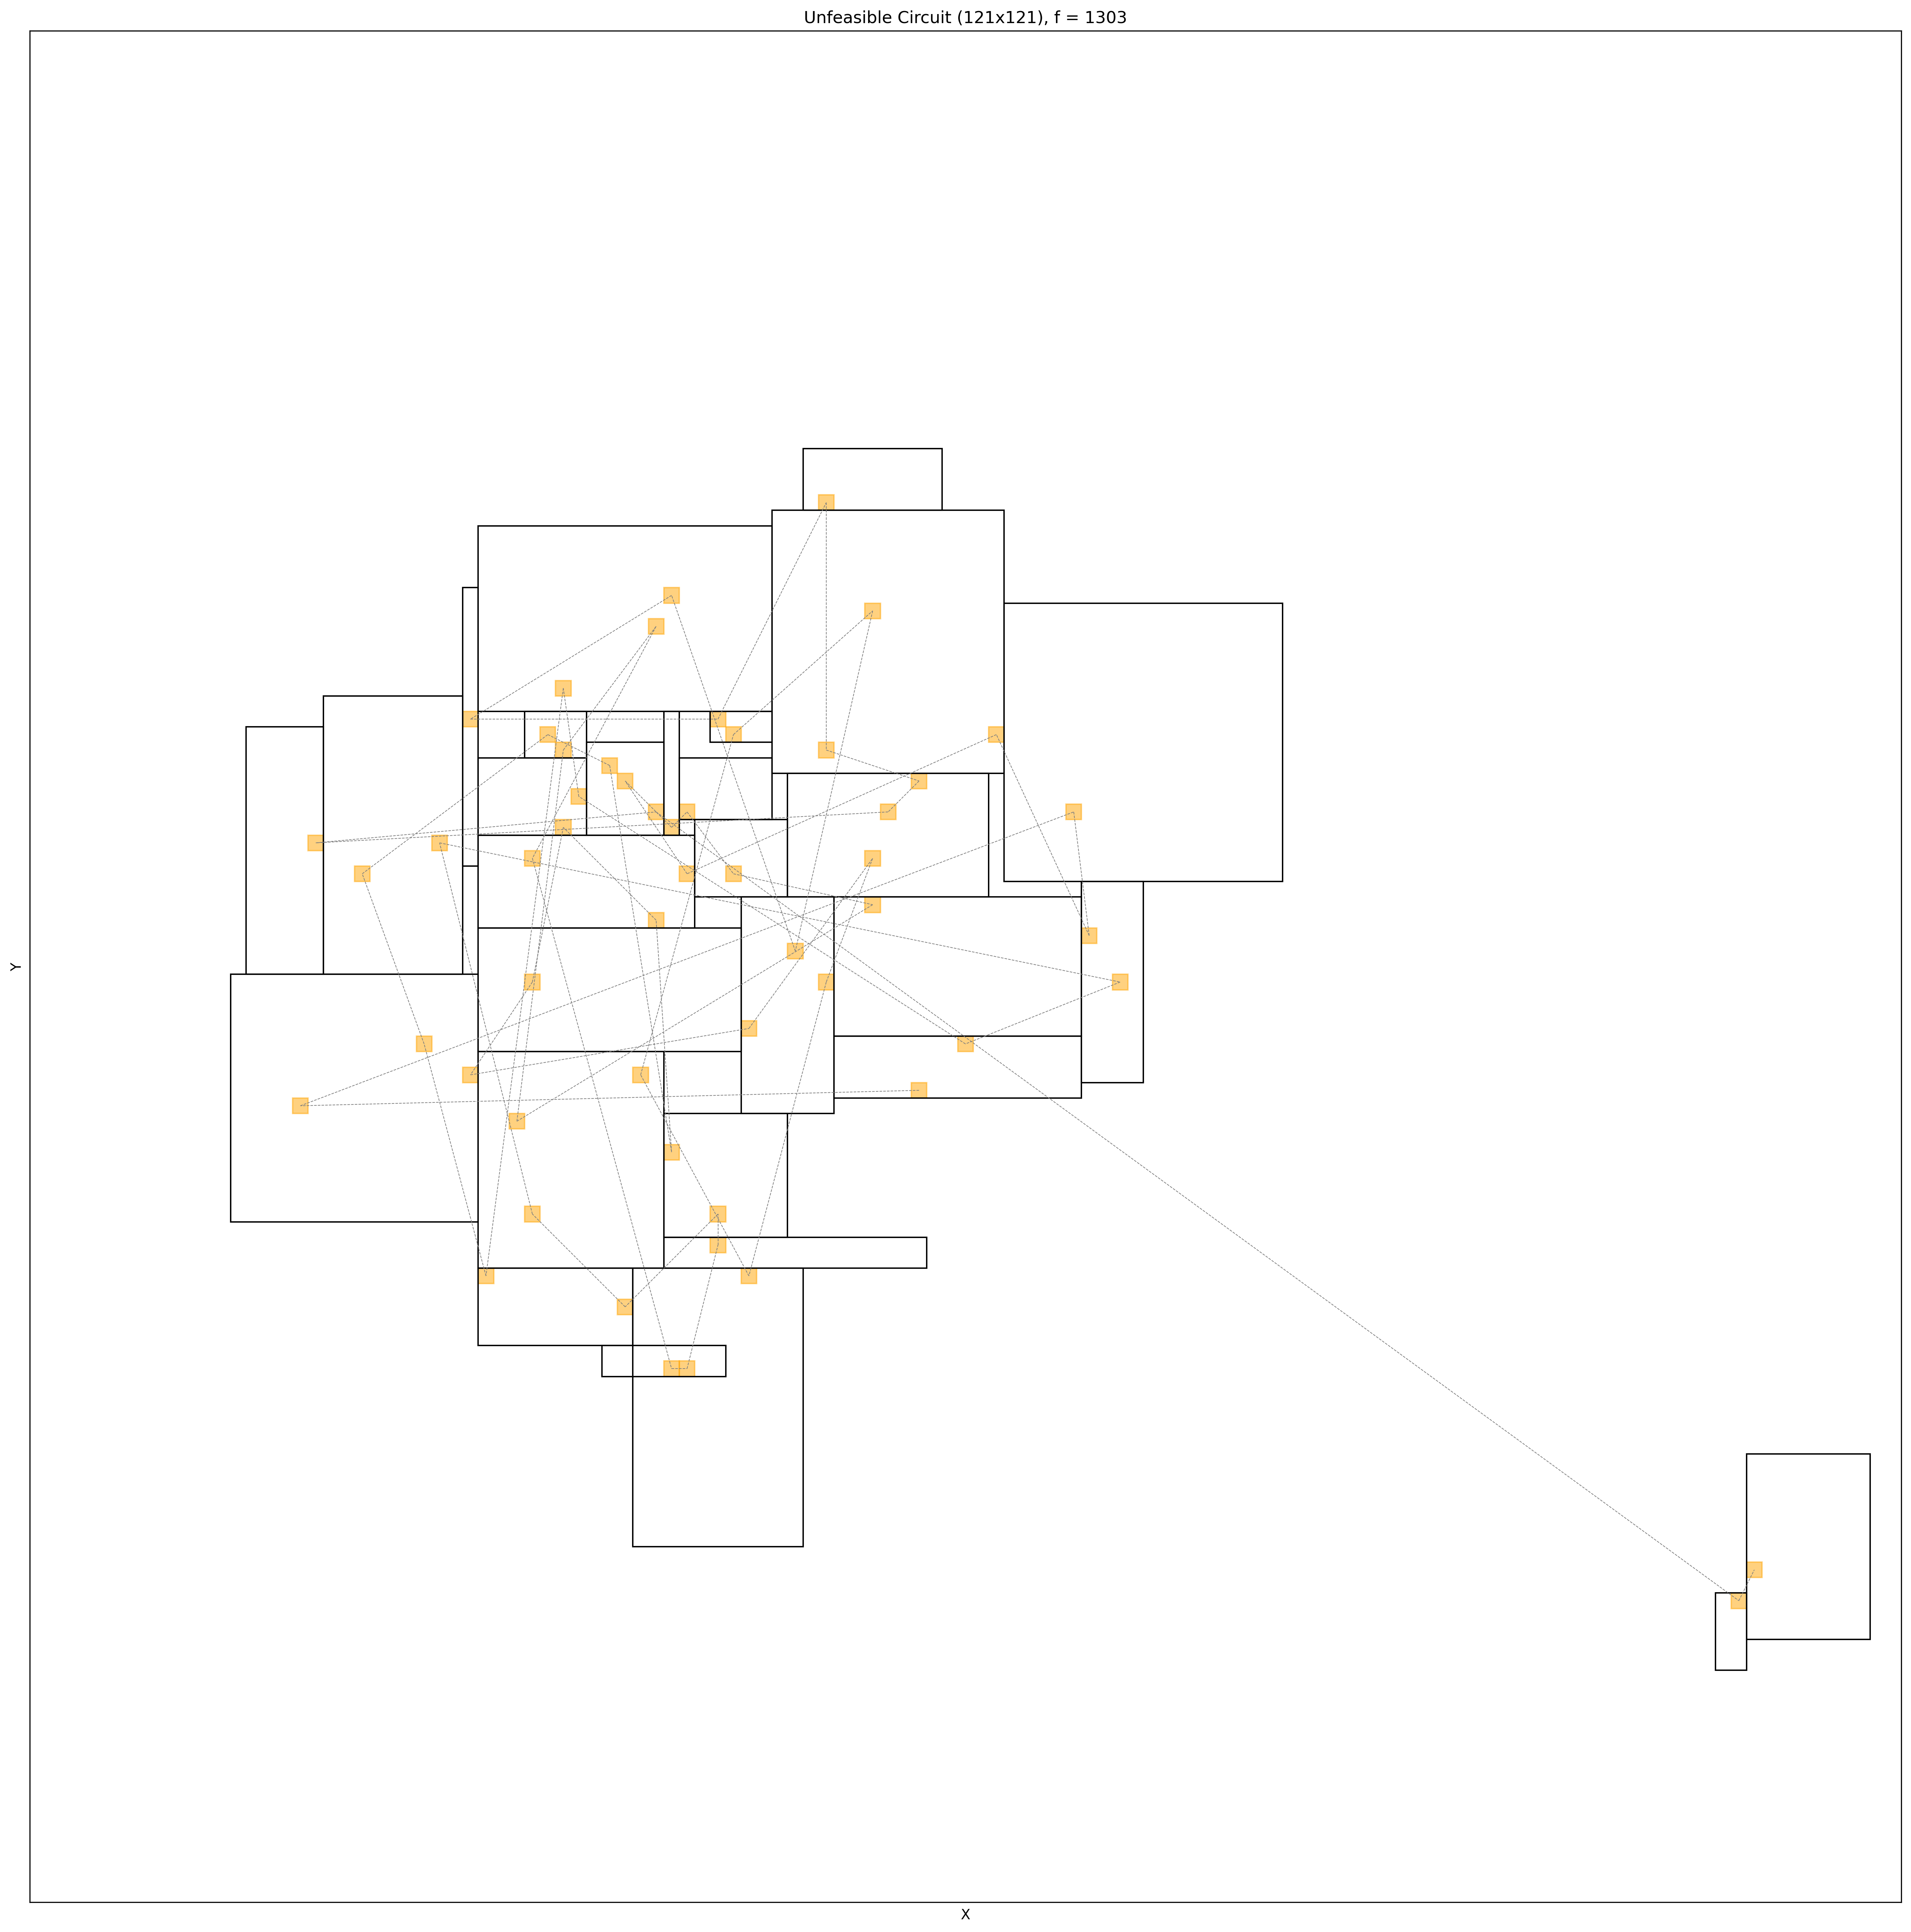 Unfeasible Circuit (121x121), f = 1303
Y
X